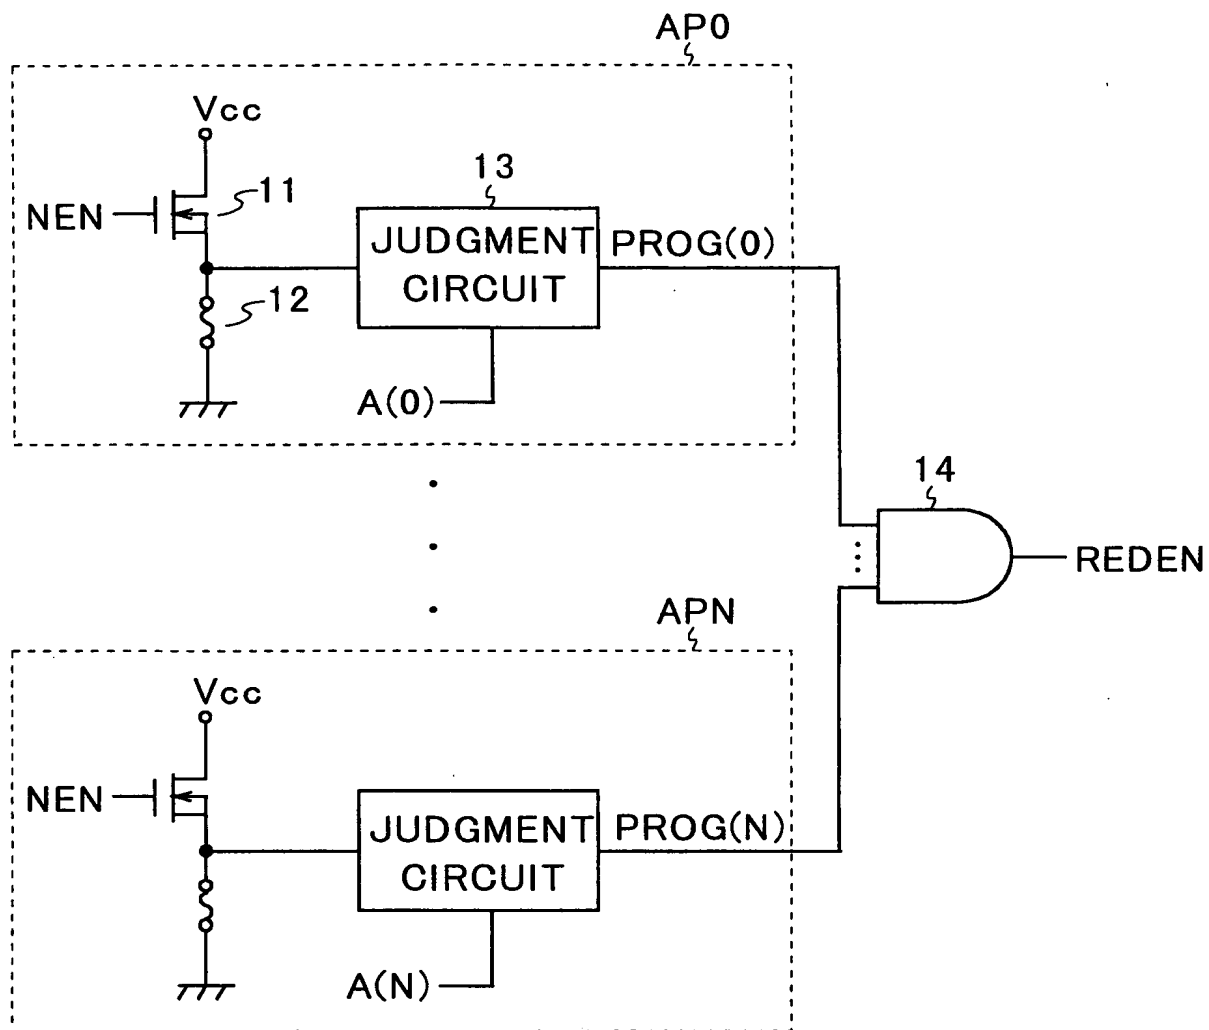 AP0
Vcc
NEN
11
13
JUDGMENT
CIRCUIT
PROG(0)
12
A(0)
14
REDEN
APN
Vcc
NEN
JUDGMENT
CIRCUIT
PROG(N)
A(N)